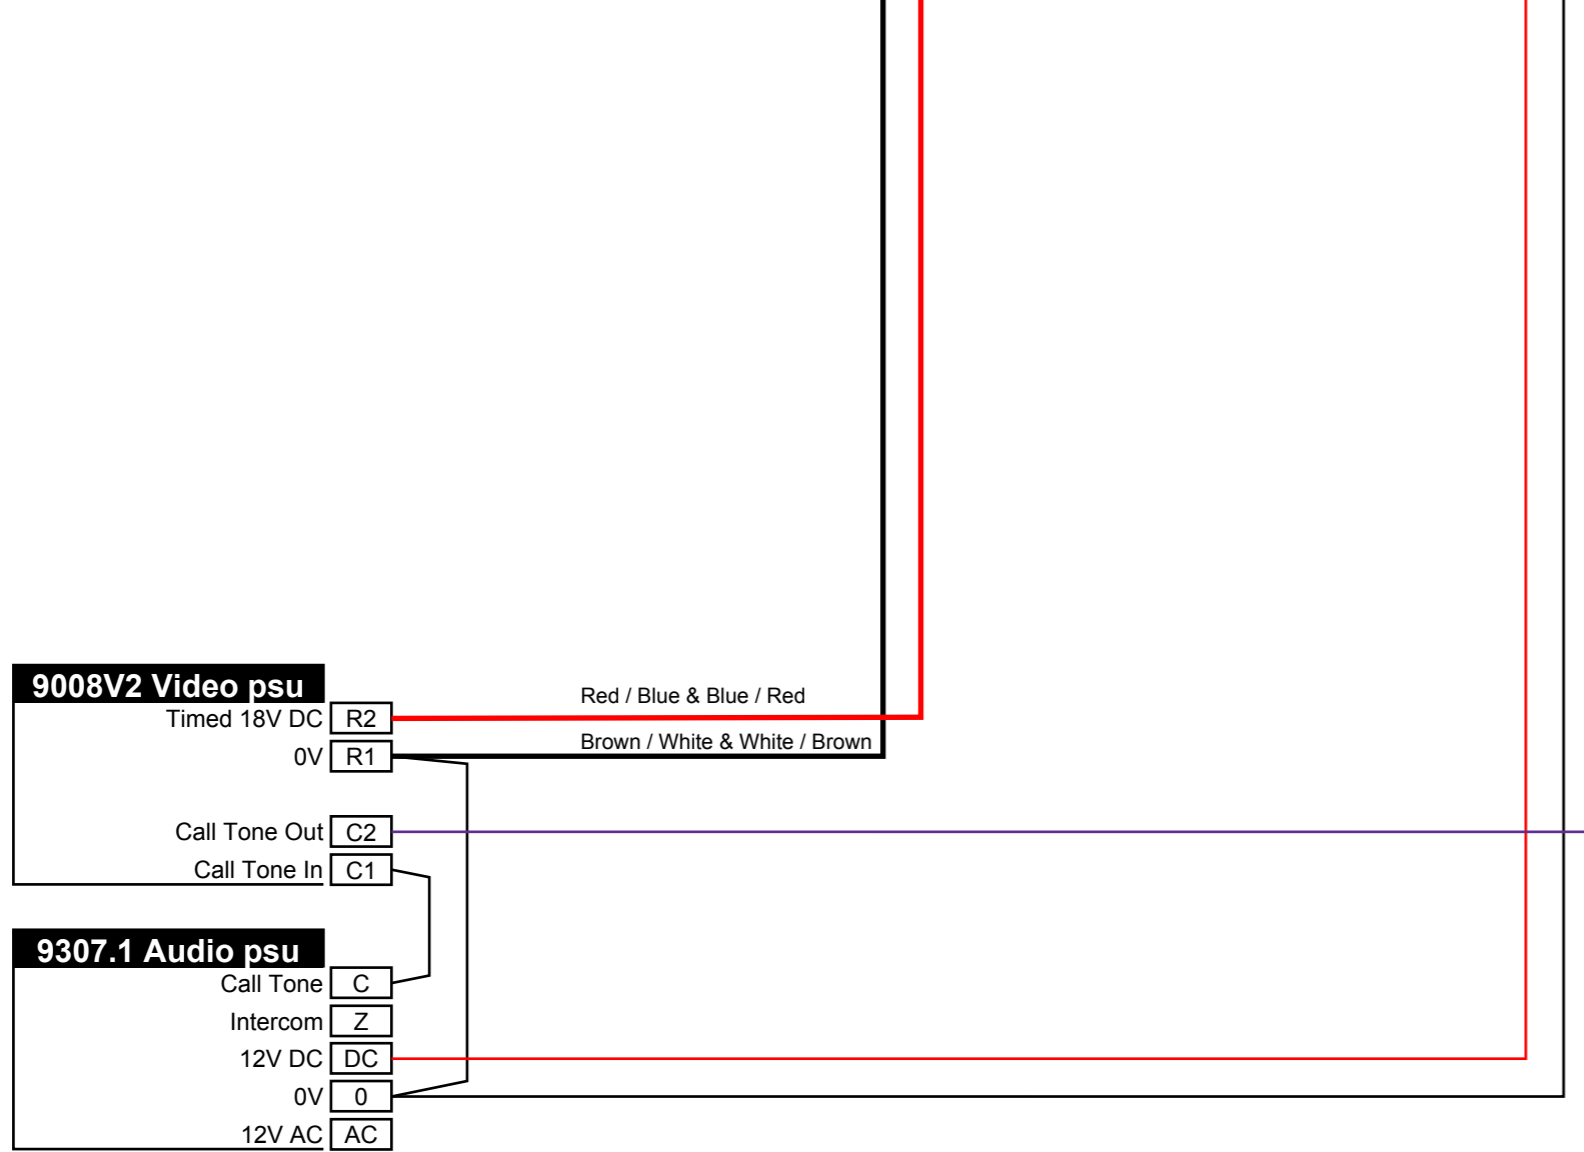 9008V2 Video psu
Timed 18V DC R2
Red / Blue & Blue / Red
0V R1
Brown / White & White / Brown
Call Tone Out C2
Call Tone In C1
9307.1 Audio psu
Call Tone C
Intercom Z
12V DC DC
0V 0
12V AC AC